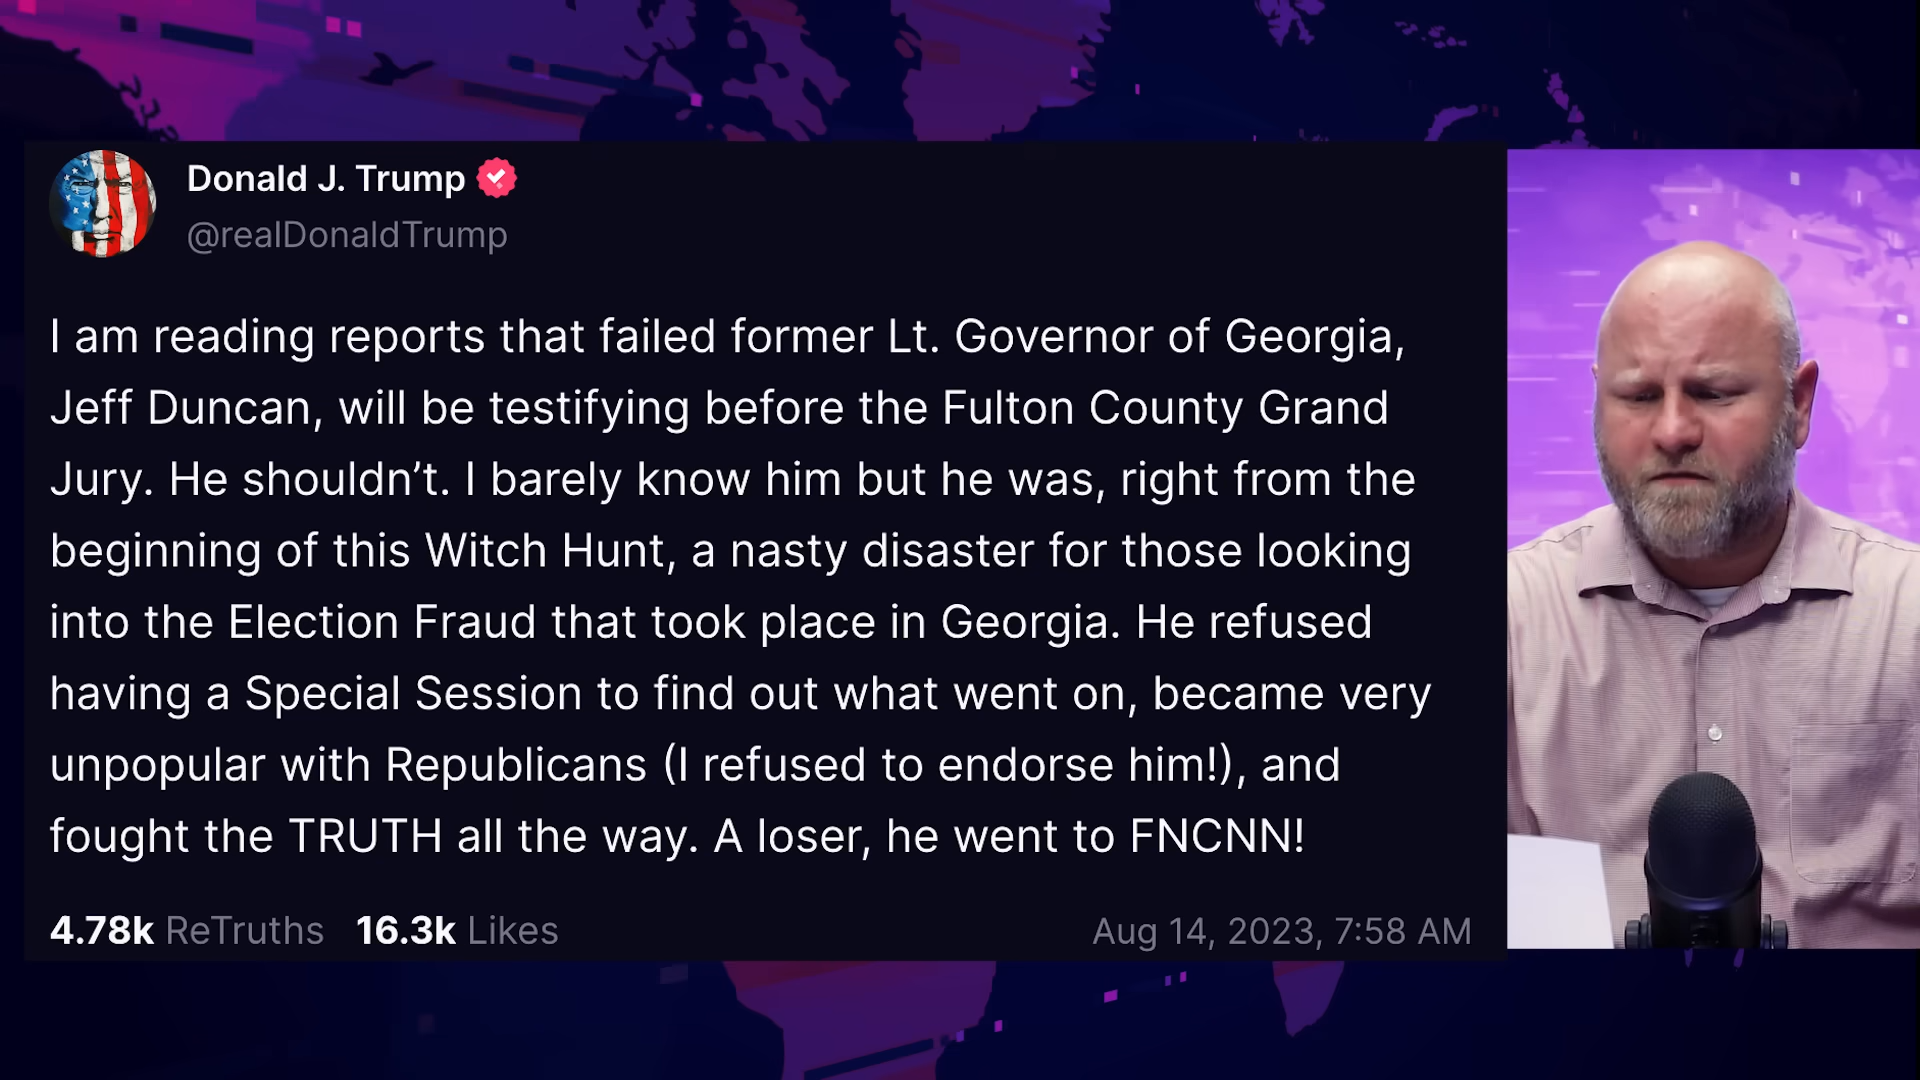 Donald J. Trump
@realDonaldTrump
I am reading reports that failed former Lt. Governor of Georgia,
Jeff Duncan, will be testifying before the Fulton County Grand
Jury. He shouldn’t. I barely know him but he was, right from the
beginning of this Witch Hunt, a nasty disaster for those looking
into the Election Fraud that took place in Georgia. He refused
having a Special Session to find out what went on, became very
unpopular with Republicans (I refused to endorse him!), and
fought the TRUTH all the way. A loser, he went to FNCNN!
4.78k ReTruths 16.3k Likes Aug 14, 2023, 7:58 AM